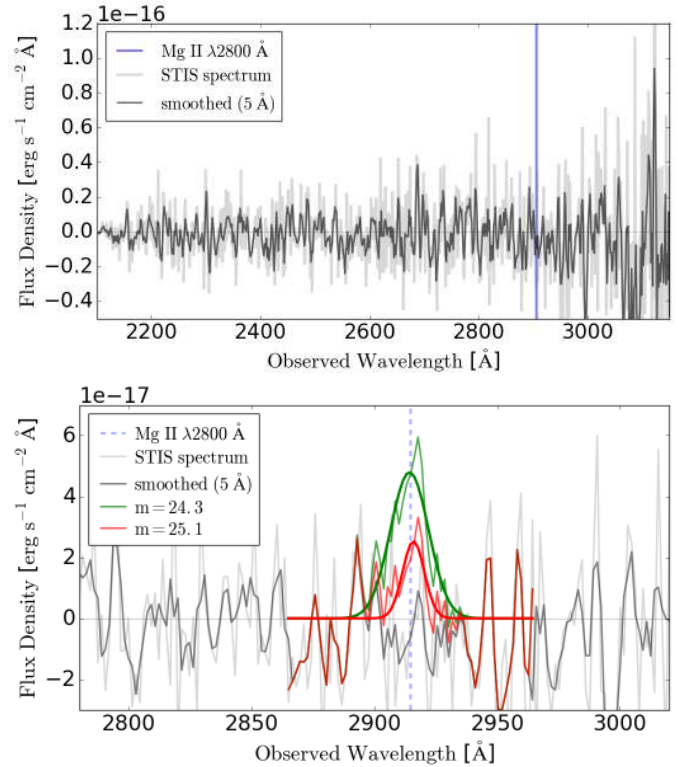 1e−16
Flux Density [erg s⁻¹ cm⁻² Å]
1.2
1.0
0.8
0.6
0.4
0.2
0.0
−0.2
−0.4
Mg II λ2800 Å
STIS spectrum
smoothed (5 Å)
2200 2400 2600 2800 3000
Observed Wavelength [Å]
1e−17
Flux Density [erg s⁻¹ cm⁻² Å]
6
4
2
0
−2
Mg II λ2800 Å
STIS spectrum
smoothed (5 Å)
m = 24.3
m = 25.1
2800 2850 2900 2950 3000
Observed Wavelength [Å]